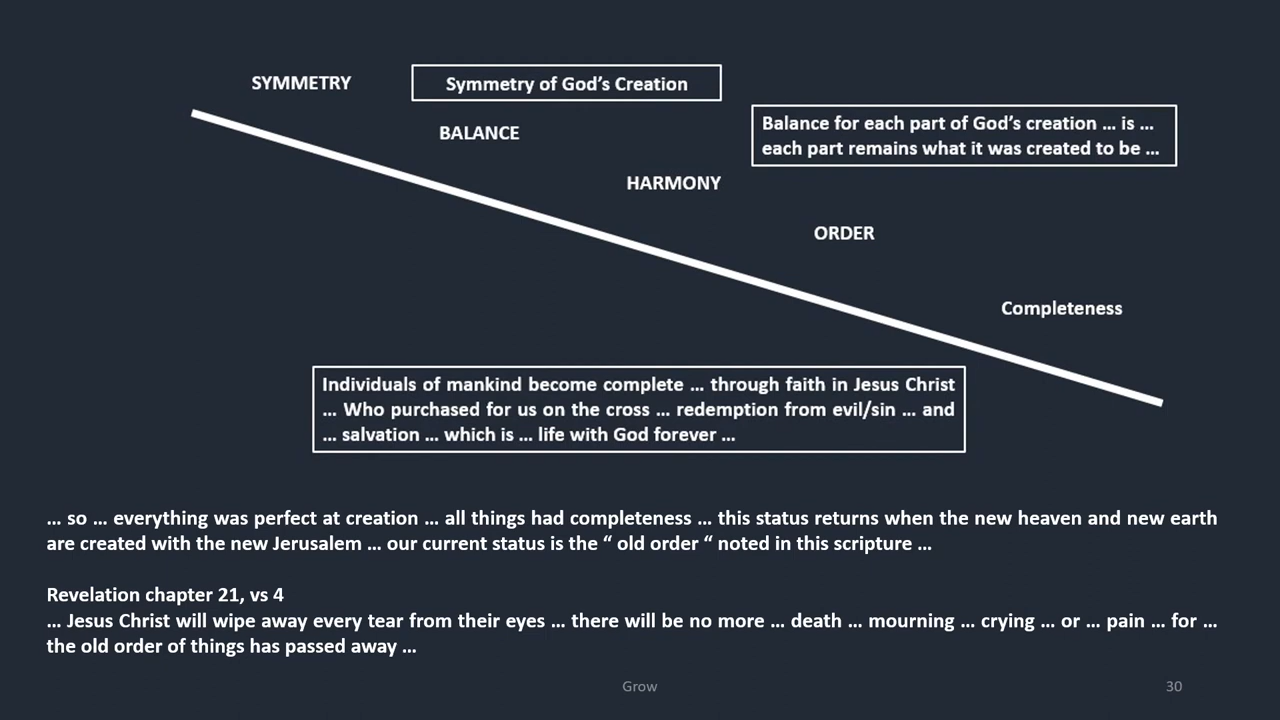 SYMMETRY
Symmetry of God’s Creation
BALANCE
Balance for each part of God’s creation ... is ...
each part remains what it was created to be ...
HARMONY
ORDER
Completeness
Individuals of mankind become complete ... through faith in Jesus Christ
... Who purchased for us on the cross ... redemption from evil/sin ... and
... salvation ... which is ... life with God forever ...
... so ... everything was perfect at creation ... all things had completeness ... this status returns when the new heaven and new earth
are created with the new Jerusalem ... our current status is the “ old order “ noted in this scripture ...
Revelation chapter 21, vs 4
... Jesus Christ will wipe away every tear from their eyes ... there will be no more ... death ... mourning ... crying ... or ... pain ... for ...
the old order of things has passed away ...
Grow
30